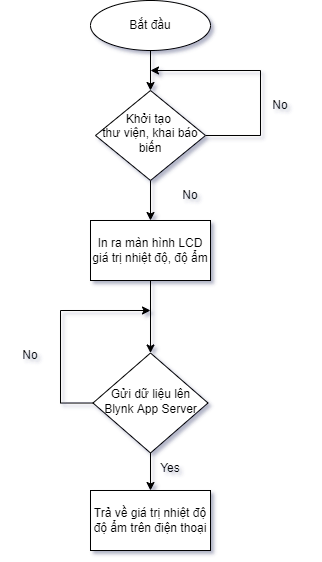 Bắt đầu
No
Khởi tạo
thư viện, khai báo
biến
No
In ra màn hình LCD
giá trị nhiệt độ, độ ẩm
No
Gửi dữ liệu lên
Blynk App Server
Yes
Trả về giá trị nhiệt độ
độ ẩm trên điện thoại